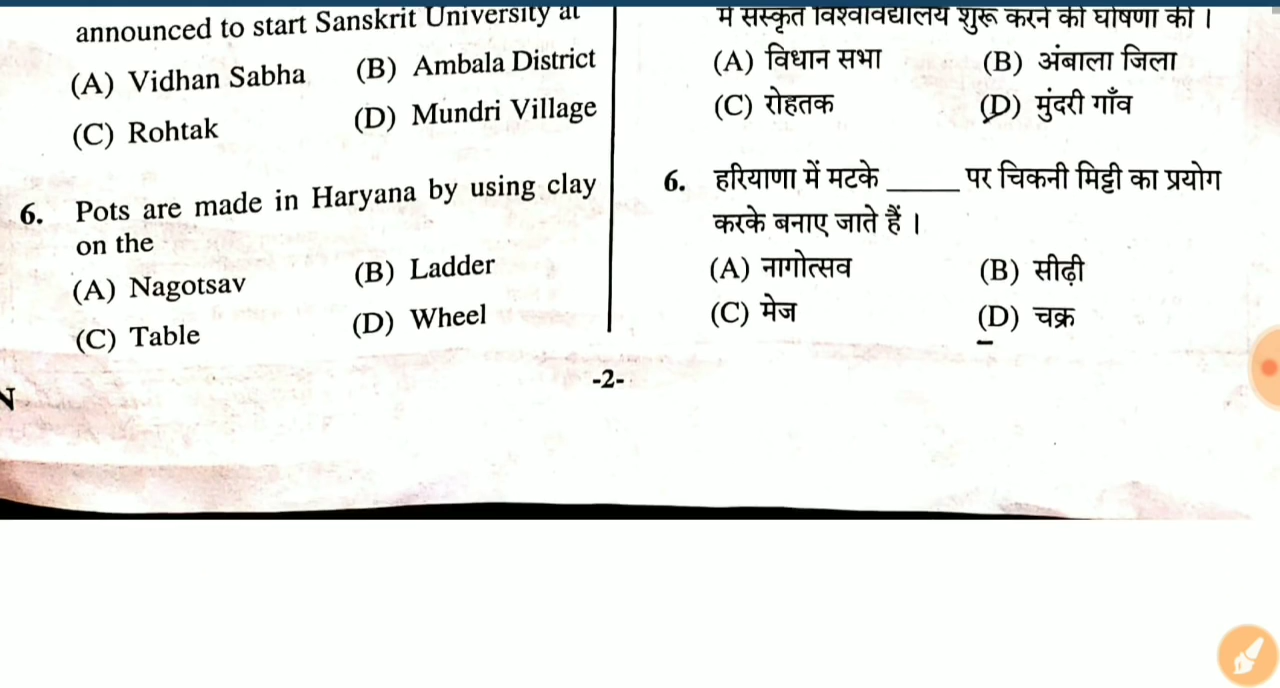 announced to start Sanskrit University at
(A) Vidhan Sabha (B) Ambala District
(C) Rohtak (D) Mundri Village
6. Pots are made in Haryana by using clay
on the
(A) Nagotsav (B) Ladder
(C) Table (D) Wheel
में संस्कृत विश्वविद्यालय शुरू करने की घोषणा की ।
(A) विधान सभा (B) अंबाला जिला
(C) रोहतक (D) मुंदरी गाँव
6. हरियाणा में मटके _____ पर चिकनी मिट्टी का प्रयोग
करके बनाए जाते हैं ।
(A) नागोत्सव (B) सीढ़ी
(C) मेज (D) चक्र
-2-
N